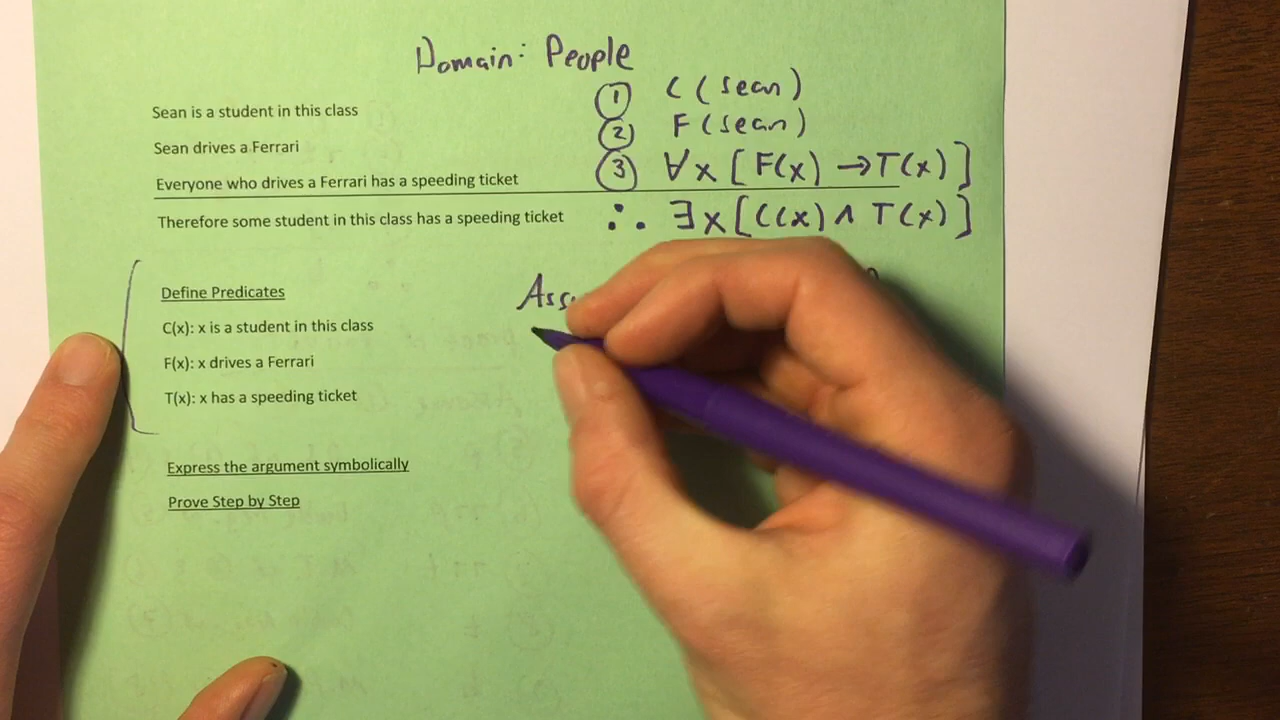 Domain: People
Sean is a student in this class ① C(sean)
Sean drives a Ferrari ② F(sean)
Everyone who drives a Ferrari has a speeding ticket ③ ∀x[F(x) → T(x)]
Therefore some student in this class has a speeding ticket ∴ ∃x[C(x) ∧ T(x)]
Define Predicates
C(x): x is a student in this class
F(x): x drives a Ferrari
T(x): x has a speeding ticket
Express the argument symbolically
Prove Step by Step